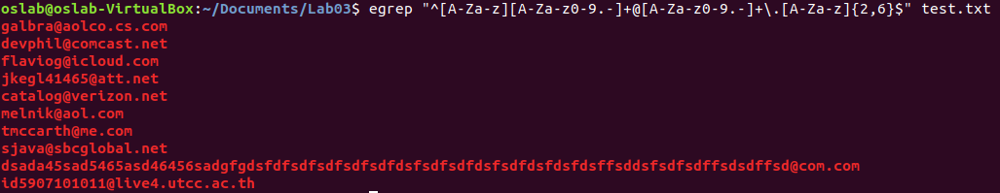 oslab@oslab-VirtualBox:~/Documents/Lab03$ egrep "^[A-Za-z][A-Za-z0-9.-]+@[A-Za-z0-9.-]+\.[A-Za-z]{2,6}$" test.txt
galbra@aolco.cs.com
devphil@comcast.net
flaviog@icloud.com
jkegl41465@att.net
catalog@verizon.net
melnik@aol.com
tmccarth@me.com
sjava@sbcglobal.net
dsada45sad5465asd46456sadgfgdsfdfsdfsdfsdfsdfdsfsdfsdfdsfsdfdsfdsfdsffsddsfsdfsdffsdsdffsd@com.com
id5907101011@live4.utcc.ac.th